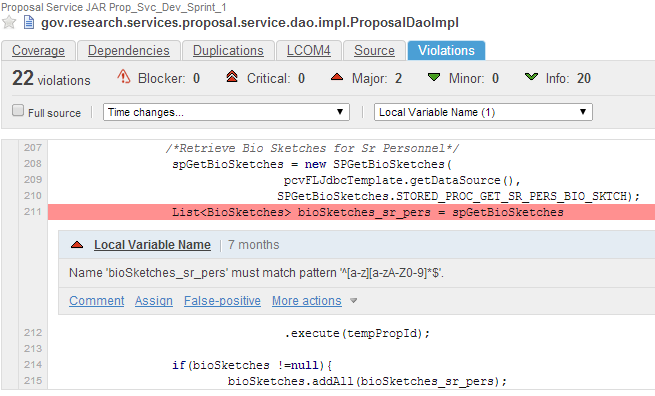 Proposal Service JAR Prop_Svc_Dev_Sprint_1
gov.research.services.proposal.service.dao.impl.ProposalDaoImpl
Coverage Dependencies Duplications LCOM4 Source Violations
22 violations Blocker: 0 Critical: 0 Major: 2 Minor: 0 Info: 20
Full source Time changes... Local Variable Name (1)
207 /*Retrieve Bio Sketches for Sr Personnel*/
208 spGetBioSketches = new SPGetBioSketches(
209 pcvFLJdbcTemplate.getDataSource(),
210 SPGetBioSketches.STORED_PROC_GET_SR_PERS_BIO_SKTCH);
211 List<BioSketches> bioSketches_sr_pers = spGetBioSketches
Local Variable Name 7 months
Name 'bioSketches_sr_pers' must match pattern '^[a-z][a-zA-Z0-9]*$'.
Comment Assign False-positive More actions
212 .execute(tempPropId);
213
214 if(bioSketches !=null){
215 bioSketches.addAll(bioSketches_sr_pers);